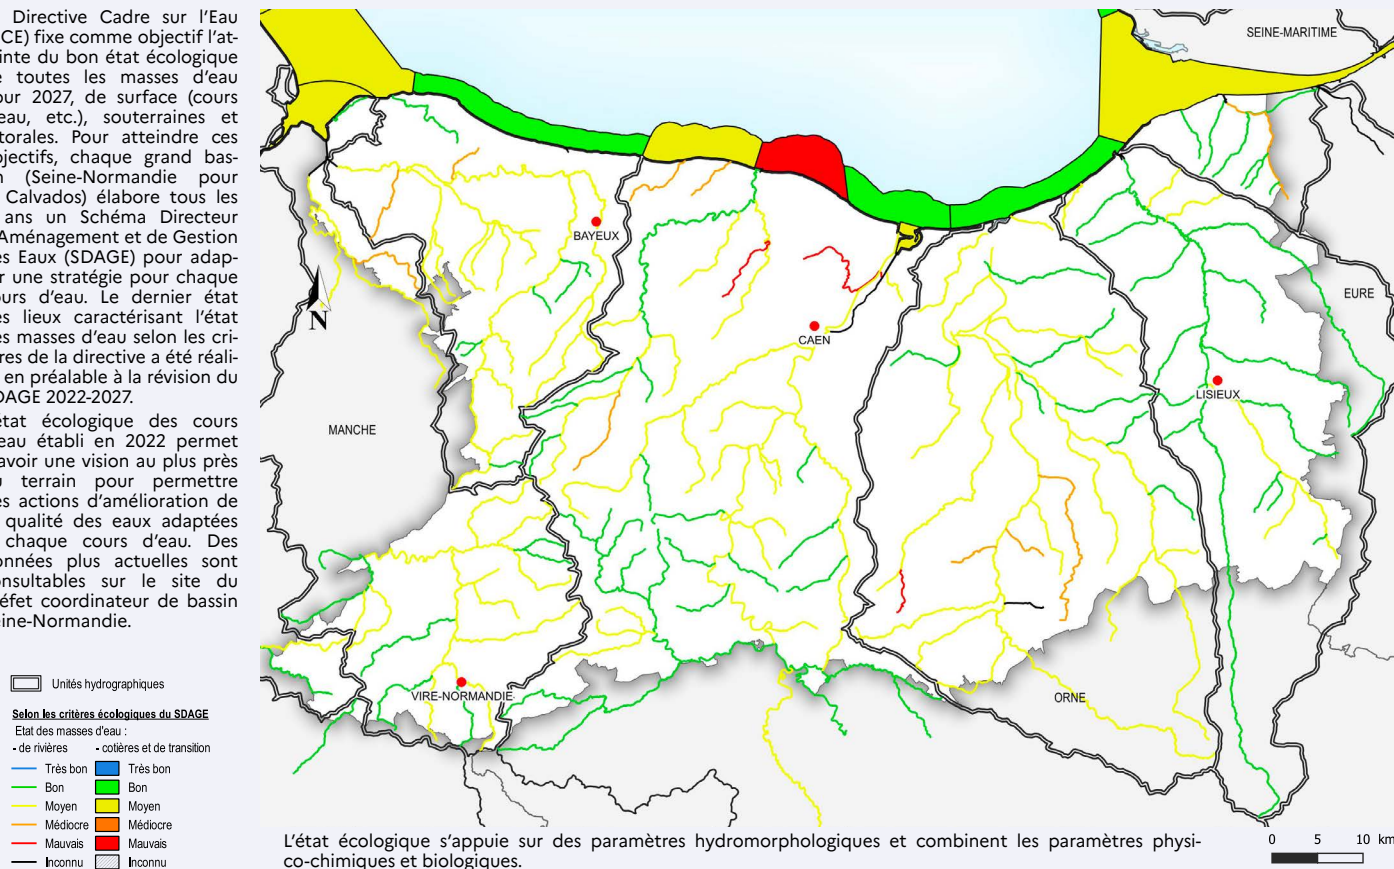 Directive Cadre sur l'Eau
CE) fixe comme objectif l'at-
inte du bon état écologique
toutes les masses d'eau
our 2027, de surface (cours
eau, etc.), souterraines et
torales. Pour atteindre ces
bjectifs, chaque grand bas-
n (Seine-Normandie pour
Calvados) élabore tous les
ans un Schéma Directeur
Aménagement et de Gestion
es Eaux (SDAGE) pour adap-
er une stratégie pour chaque
ours d'eau. Le dernier état
es lieux caractérisant l'état
es masses d'eau selon les cri-
res de la directive a été réali-
en préalable à la révision du
DAGE 2022-2027.
état écologique des cours
eau établi en 2022 permet
avoir une vision au plus près
u terrain pour permettre
es actions d'amélioration de
qualité des eaux adaptées
chaque cours d'eau. Des
onnées plus actuelles sont
onsultables sur le site du
éfet coordinateur de bassin
eine-Normandie.
Unités hydrographiques
Selon les critères écologiques du SDAGE
Etat des masses d'eau :
- de rivières - cotières et de transition
Très bon Très bon
Bon Bon
Moyen Moyen
Médiocre Médiocre
Mauvais Mauvais
Inconnu Inconnu
SEINE-MARITIME
BAYEUX
EURE
N
CAEN
LISIEUX
MANCHE
VIRE-NORMANDIE
ORNE
L'état écologique s'appuie sur des paramètres hydromorphologiques et combinent les paramètres physi-
co-chimiques et biologiques.
0 5 10 km